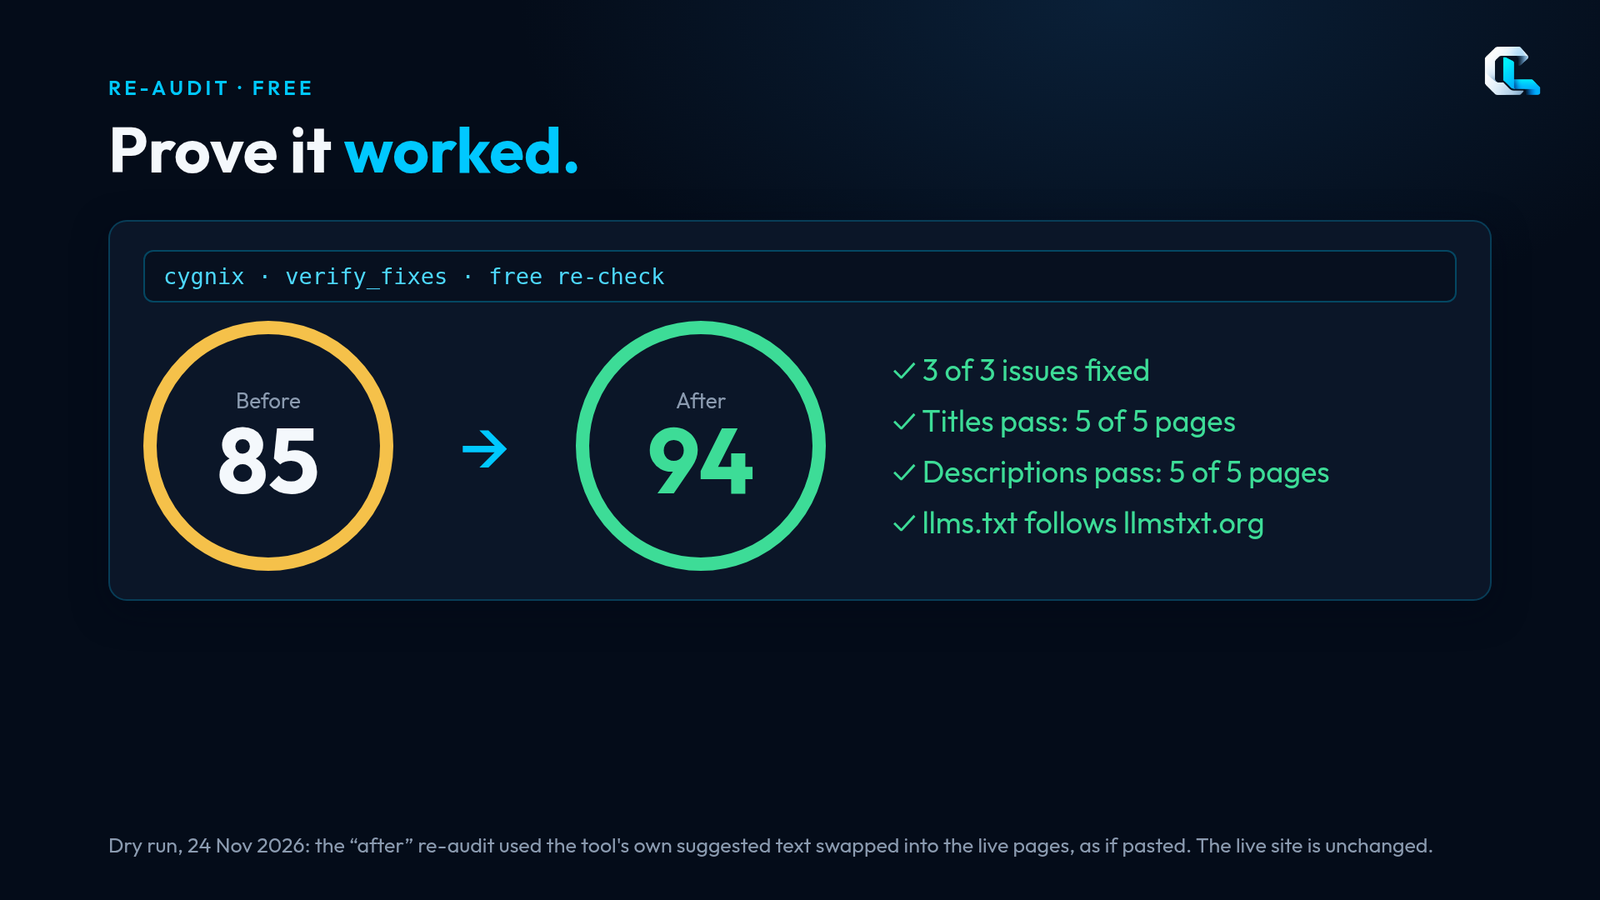 RE-AUDIT · FREE
Prove it worked.
cygnix · verify_fixes · free re-check
Before
85
→
After
94
✓ 3 of 3 issues fixed
✓ Titles pass: 5 of 5 pages
✓ Descriptions pass: 5 of 5 pages
✓ llms.txt follows llmstxt.org
Dry run, 24 Nov 2026: the “after” re-audit used the tool's own suggested text swapped into the live pages, as if pasted. The live site is unchanged.